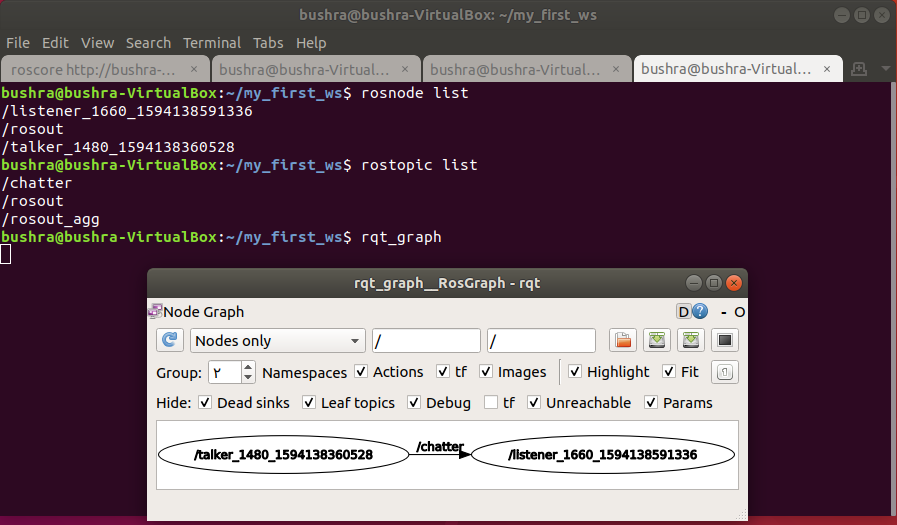 bushra@bushra-VirtualBox: ~/my_first_ws
File Edit View Search Terminal Tabs Help
roscore http://bushra-... × bushra@bushra-Virtual... × bushra@bushra-Virtual... × bushra@bushra-Virtual... ×
bushra@bushra-VirtualBox:~/my_first_ws$ rosnode list
/listener_1660_1594138591336
/rosout
/talker_1480_1594138360528
bushra@bushra-VirtualBox:~/my_first_ws$ rostopic list
/chatter
/rosout
/rosout_agg
bushra@bushra-VirtualBox:~/my_first_ws$ rqt_graph
rqt_graph__RosGraph - rqt
Node Graph D ? - O
Nodes only / /
Group: ٢ Namespaces Actions tf Images Highlight Fit 1
Hide: Dead sinks Leaf topics Debug tf Unreachable Params
/talker_1480_1594138360528 /chatter /listener_1660_1594138591336